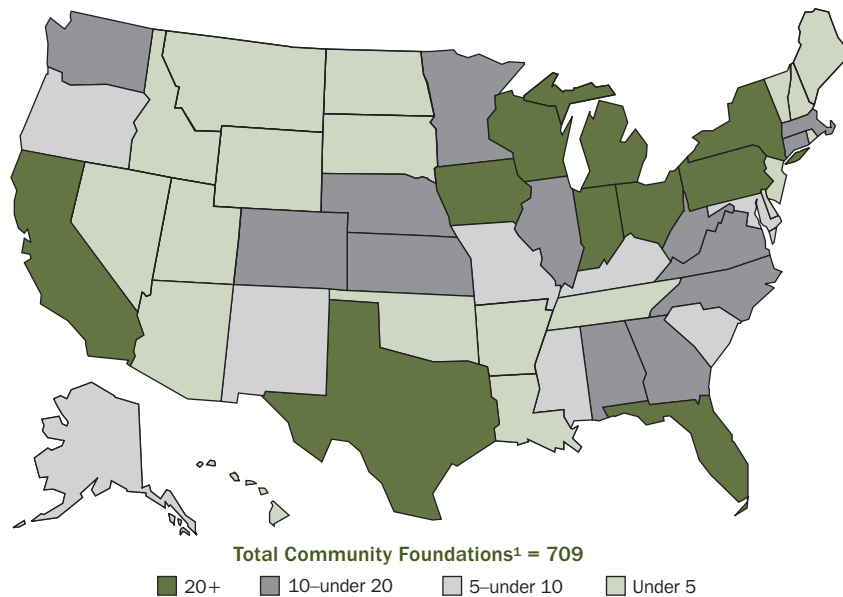 Total Community Foundations¹ = 709
20+ 10–under 20 5–under 10 Under 5